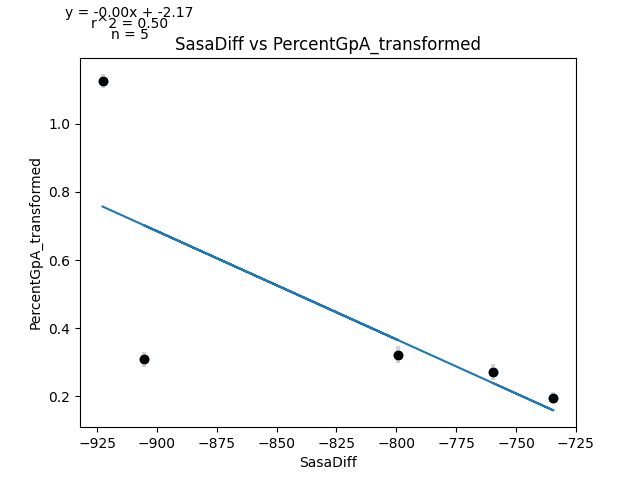 y = -0.00x + -2.17
r^2 = 0.50
n = 5
SasaDiff vs PercentGpA_transformed
PercentGpA_transformed
1.0
0.8
0.6
0.4
0.2
−925 −900 −875 −850 −825 −800 −775 −750 −725
SasaDiff